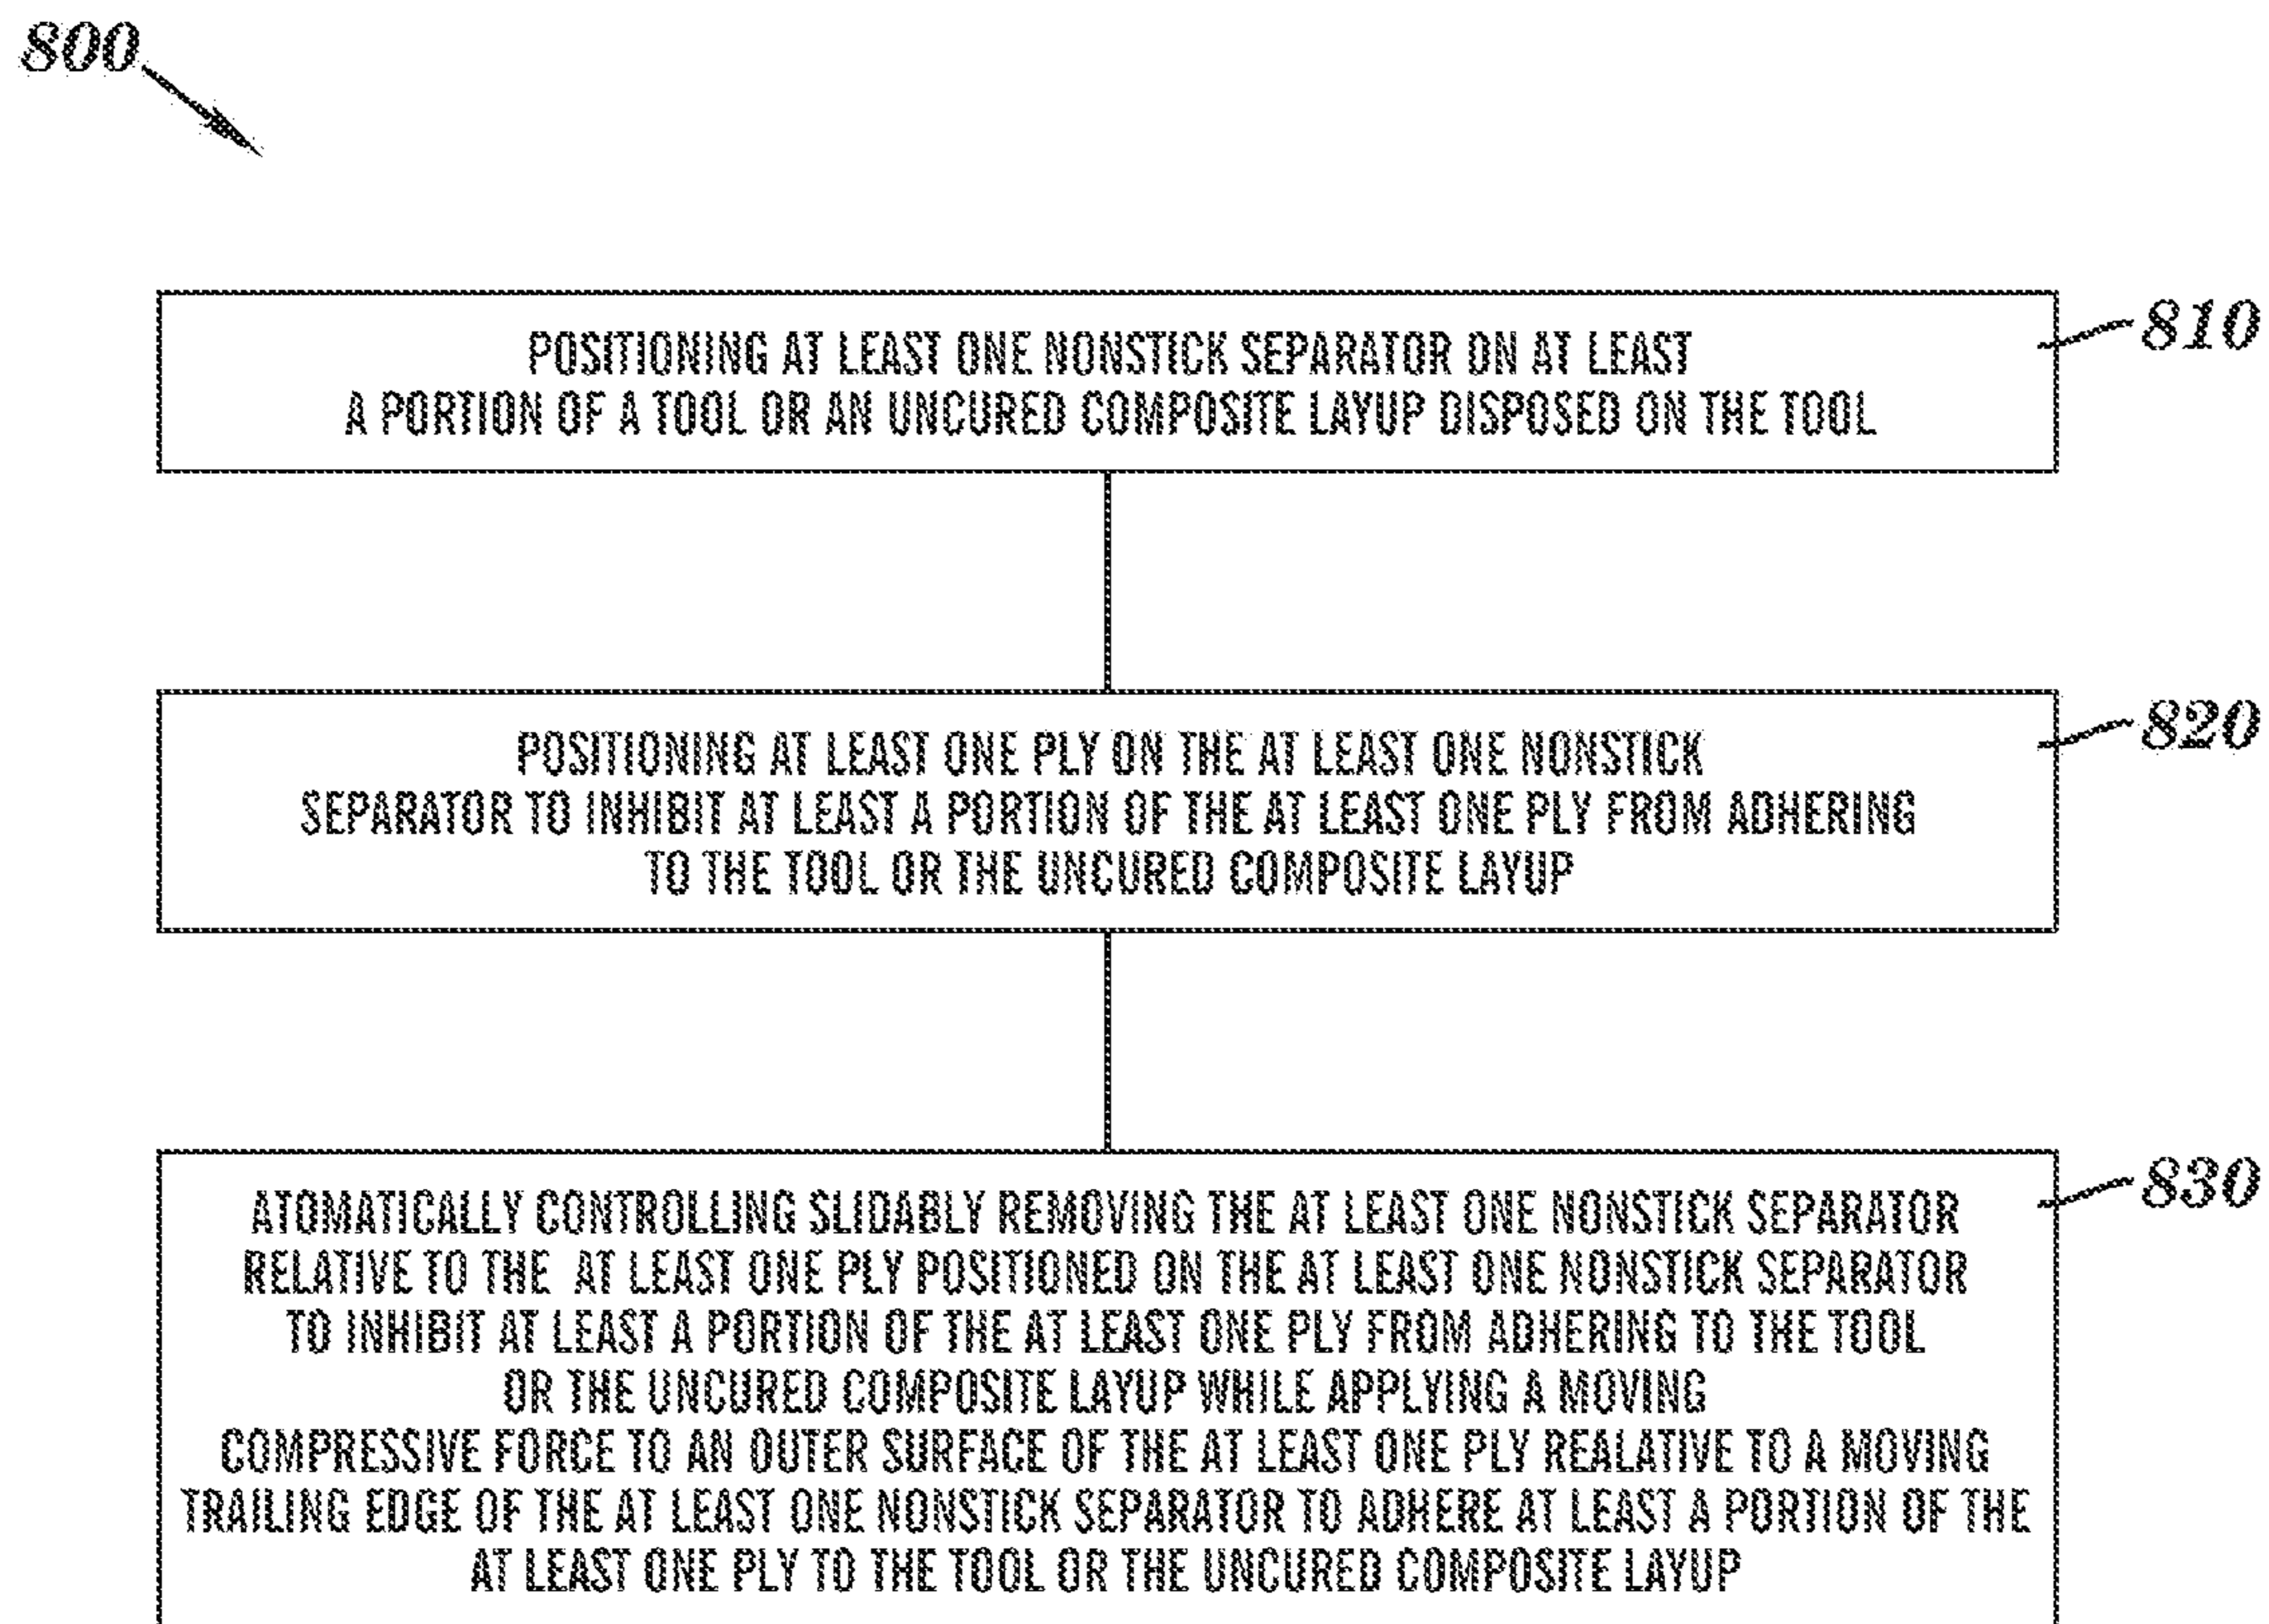 800
810
POSITIONING AT LEAST ONE NONSTICK SEPARATOR ON AT LEAST
A PORTION OF A TOOL OR AN UNCURED COMPOSITE LAYUP DISPOSED ON THE TOOL
820
POSITIONING AT LEAST ONE PLY ON THE AT LEAST ONE NONSTICK
SEPARATOR TO INHIBIT AT LEAST A PORTION OF THE AT LEAST ONE PLY FROM ADHERING
TO THE TOOL OR THE UNCURED COMPOSITE LAYUP
830
ATOMATICALLY CONTROLLING SLIDABLY REMOVING THE AT LEAST ONE NONSTICK SEPARATOR
RELATIVE TO THE AT LEAST ONE PLY POSITIONED ON THE AT LEAST ONE NONSTICK SEPARATOR
TO INHIBIT AT LEAST A PORTION OF THE AT LEAST ONE PLY FROM ADHERING TO THE TOOL
OR THE UNCURED COMPOSITE LAYUP WHILE APPLYING A MOVING
COMPRESSIVE FORCE TO AN OUTER SURFACE OF THE AT LEAST ONE PLY REALATIVE TO A MOVING
TRAILING EDGE OF THE AT LEAST ONE NONSTICK SEPARATOR TO ADHERE AT LEAST A PORTION OF THE
AT LEAST ONE PLY TO THE TOOL OR THE UNCURED COMPOSITE LAYUP